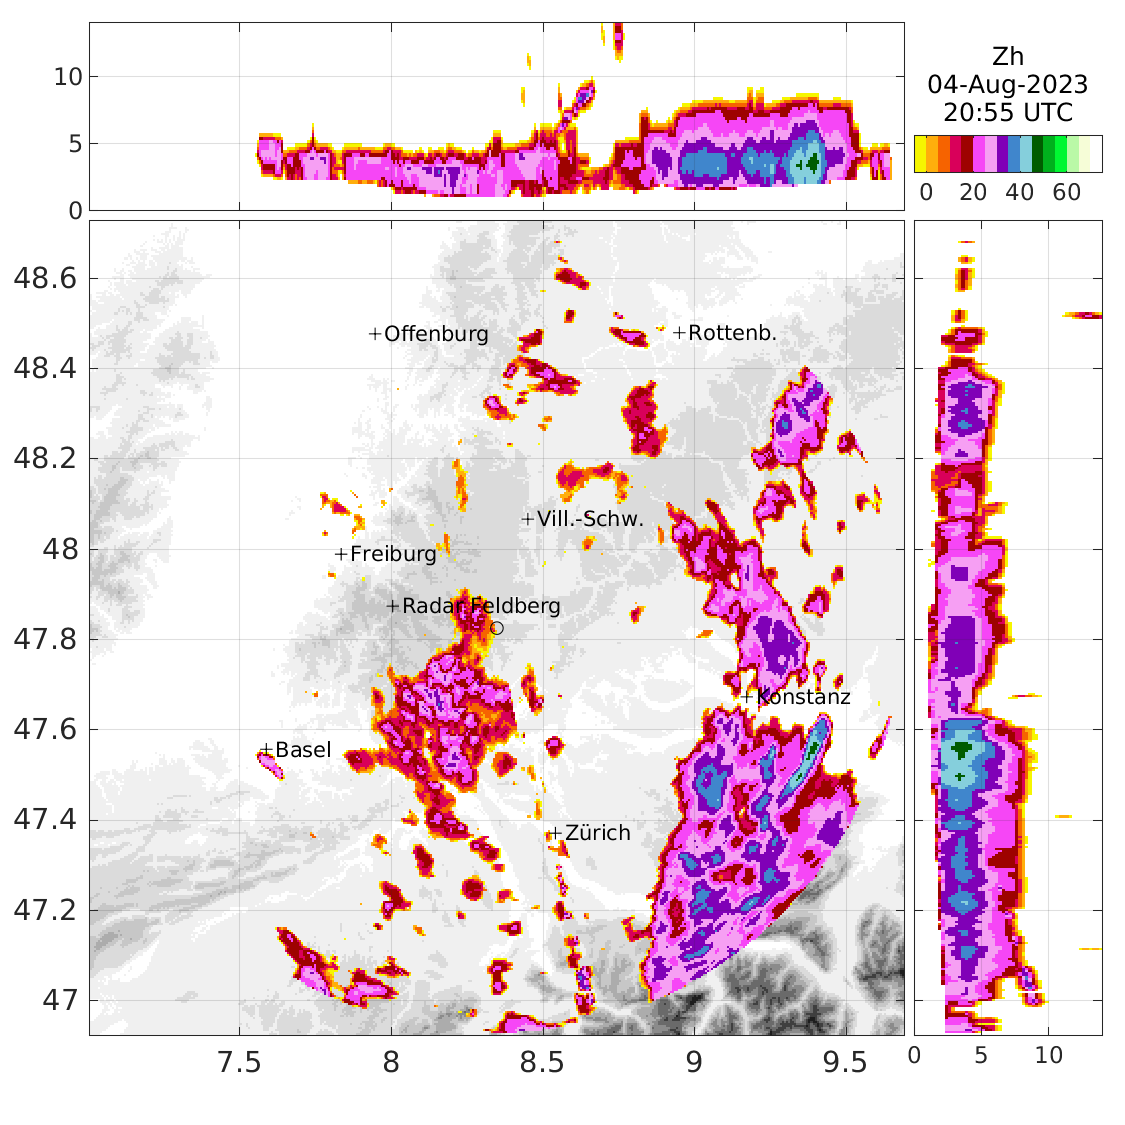 10
5
0
Zh
04-Aug-2023
20:55 UTC
0 20 40 60
48.6
48.4
48.2
48
47.8
47.6
47.4
47.2
47
+Offenburg
+Rottenb.
+Vill.-Schw.
+Freiburg
+Radar Feldberg
+Konstanz
+Basel
+Zürich
7.5 8 8.5 9 9.5
0 5 10